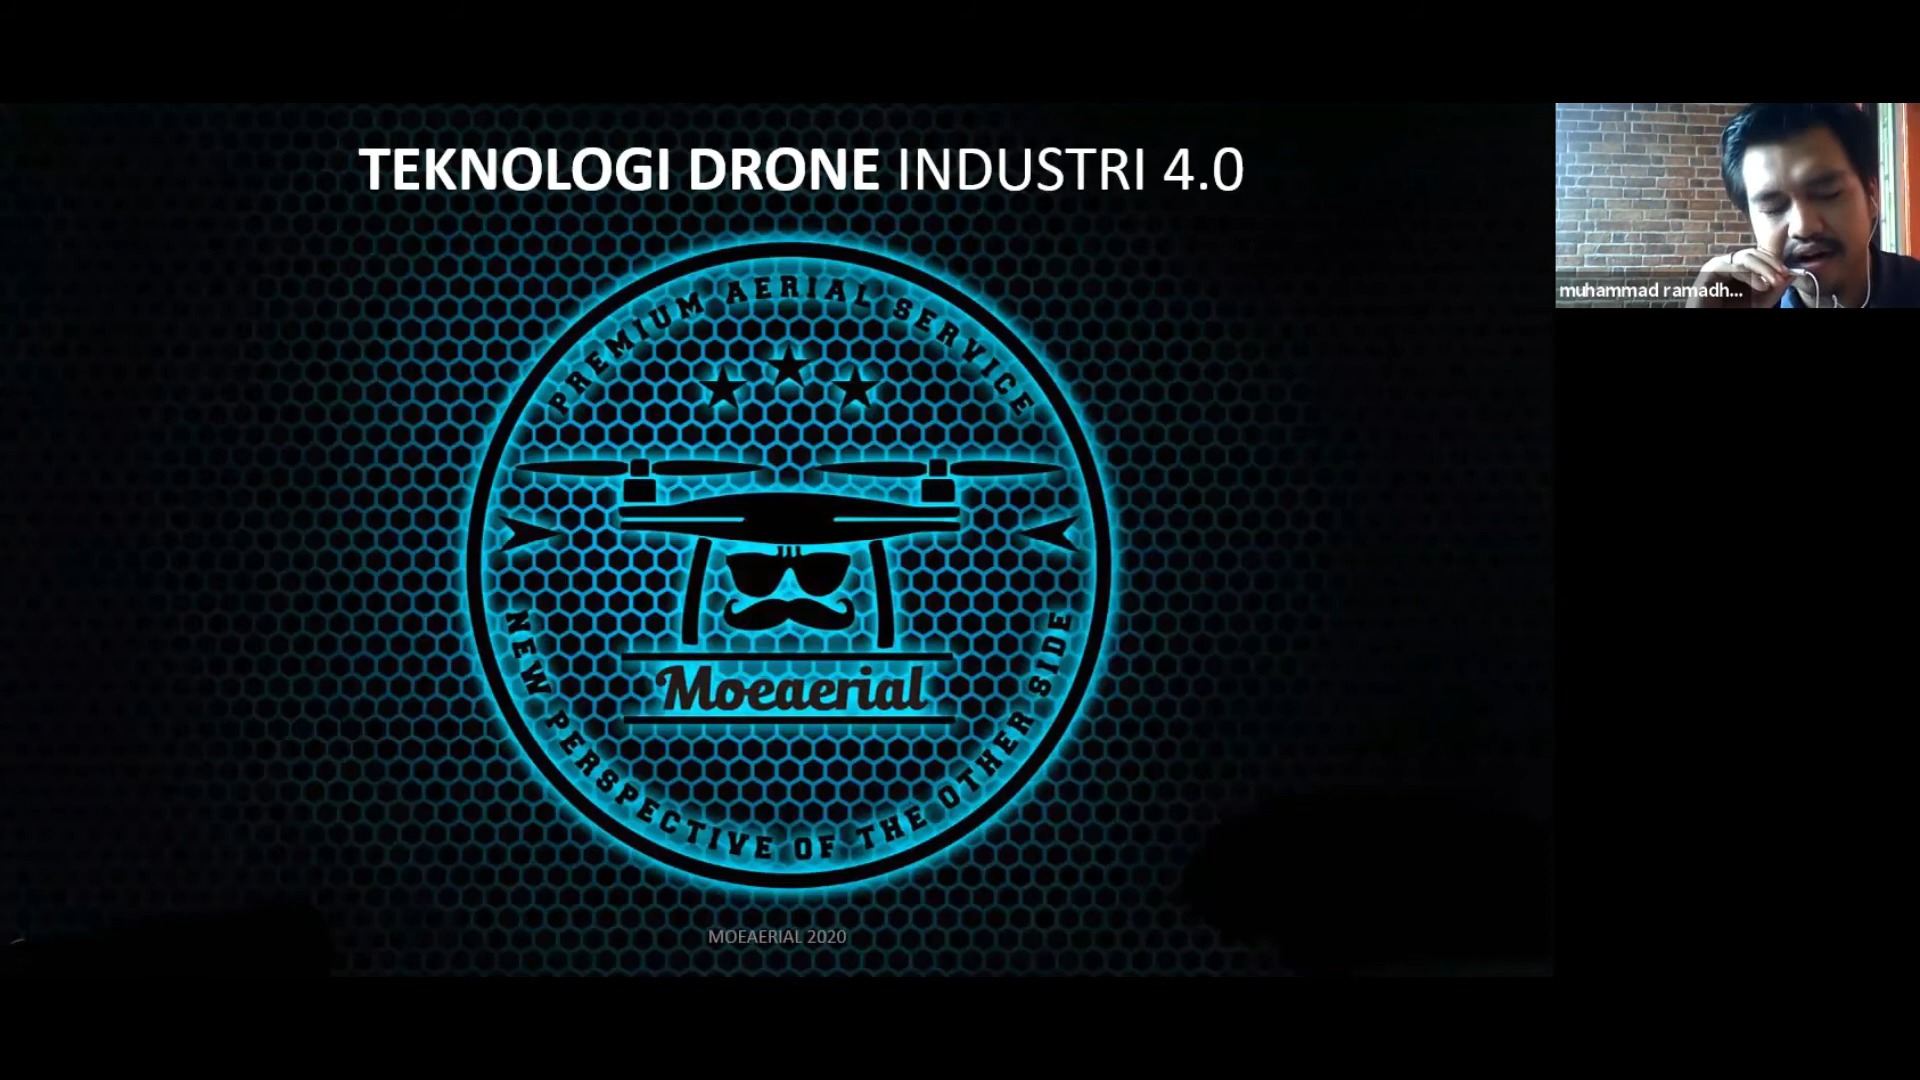 TEKNOLOGI DRONE INDUSTRI 4.0
PREMIUM AERIAL SERVICE
Moeaerial
NEW PERSPECTIVE OF THE OTHER SIDE
MOEAERIAL 2020
muhammad ramadh...